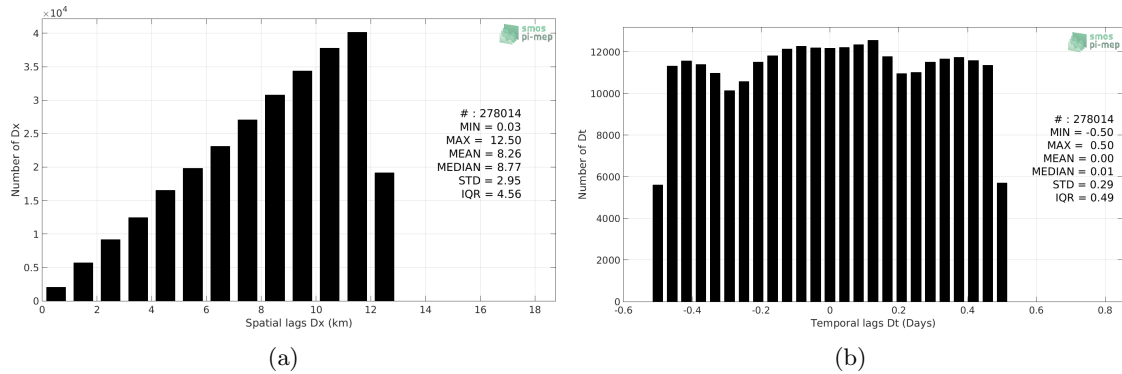 ×10⁴
4
3.5
3
2.5
2
1.5
1
0.5
0
Number of Dx
0 2 4 6 8 10 12 14 16 18
Spatial lags Dx (km)
smos
pi-mep
# : 278014
MIN = 0.03
MAX = 12.50
MEAN = 8.26
MEDIAN = 8.77
STD = 2.95
IQR = 4.56
(a)
12000
10000
8000
6000
4000
2000
0
Number of Dt
-0.6 -0.4 -0.2 0 0.2 0.4 0.6 0.8
Temporal lags Dt (Days)
smos
pi-mep
# : 278014
MIN = -0.50
MAX = 0.50
MEAN = 0.00
MEDIAN = 0.01
STD = 0.29
IQR = 0.49
(b)